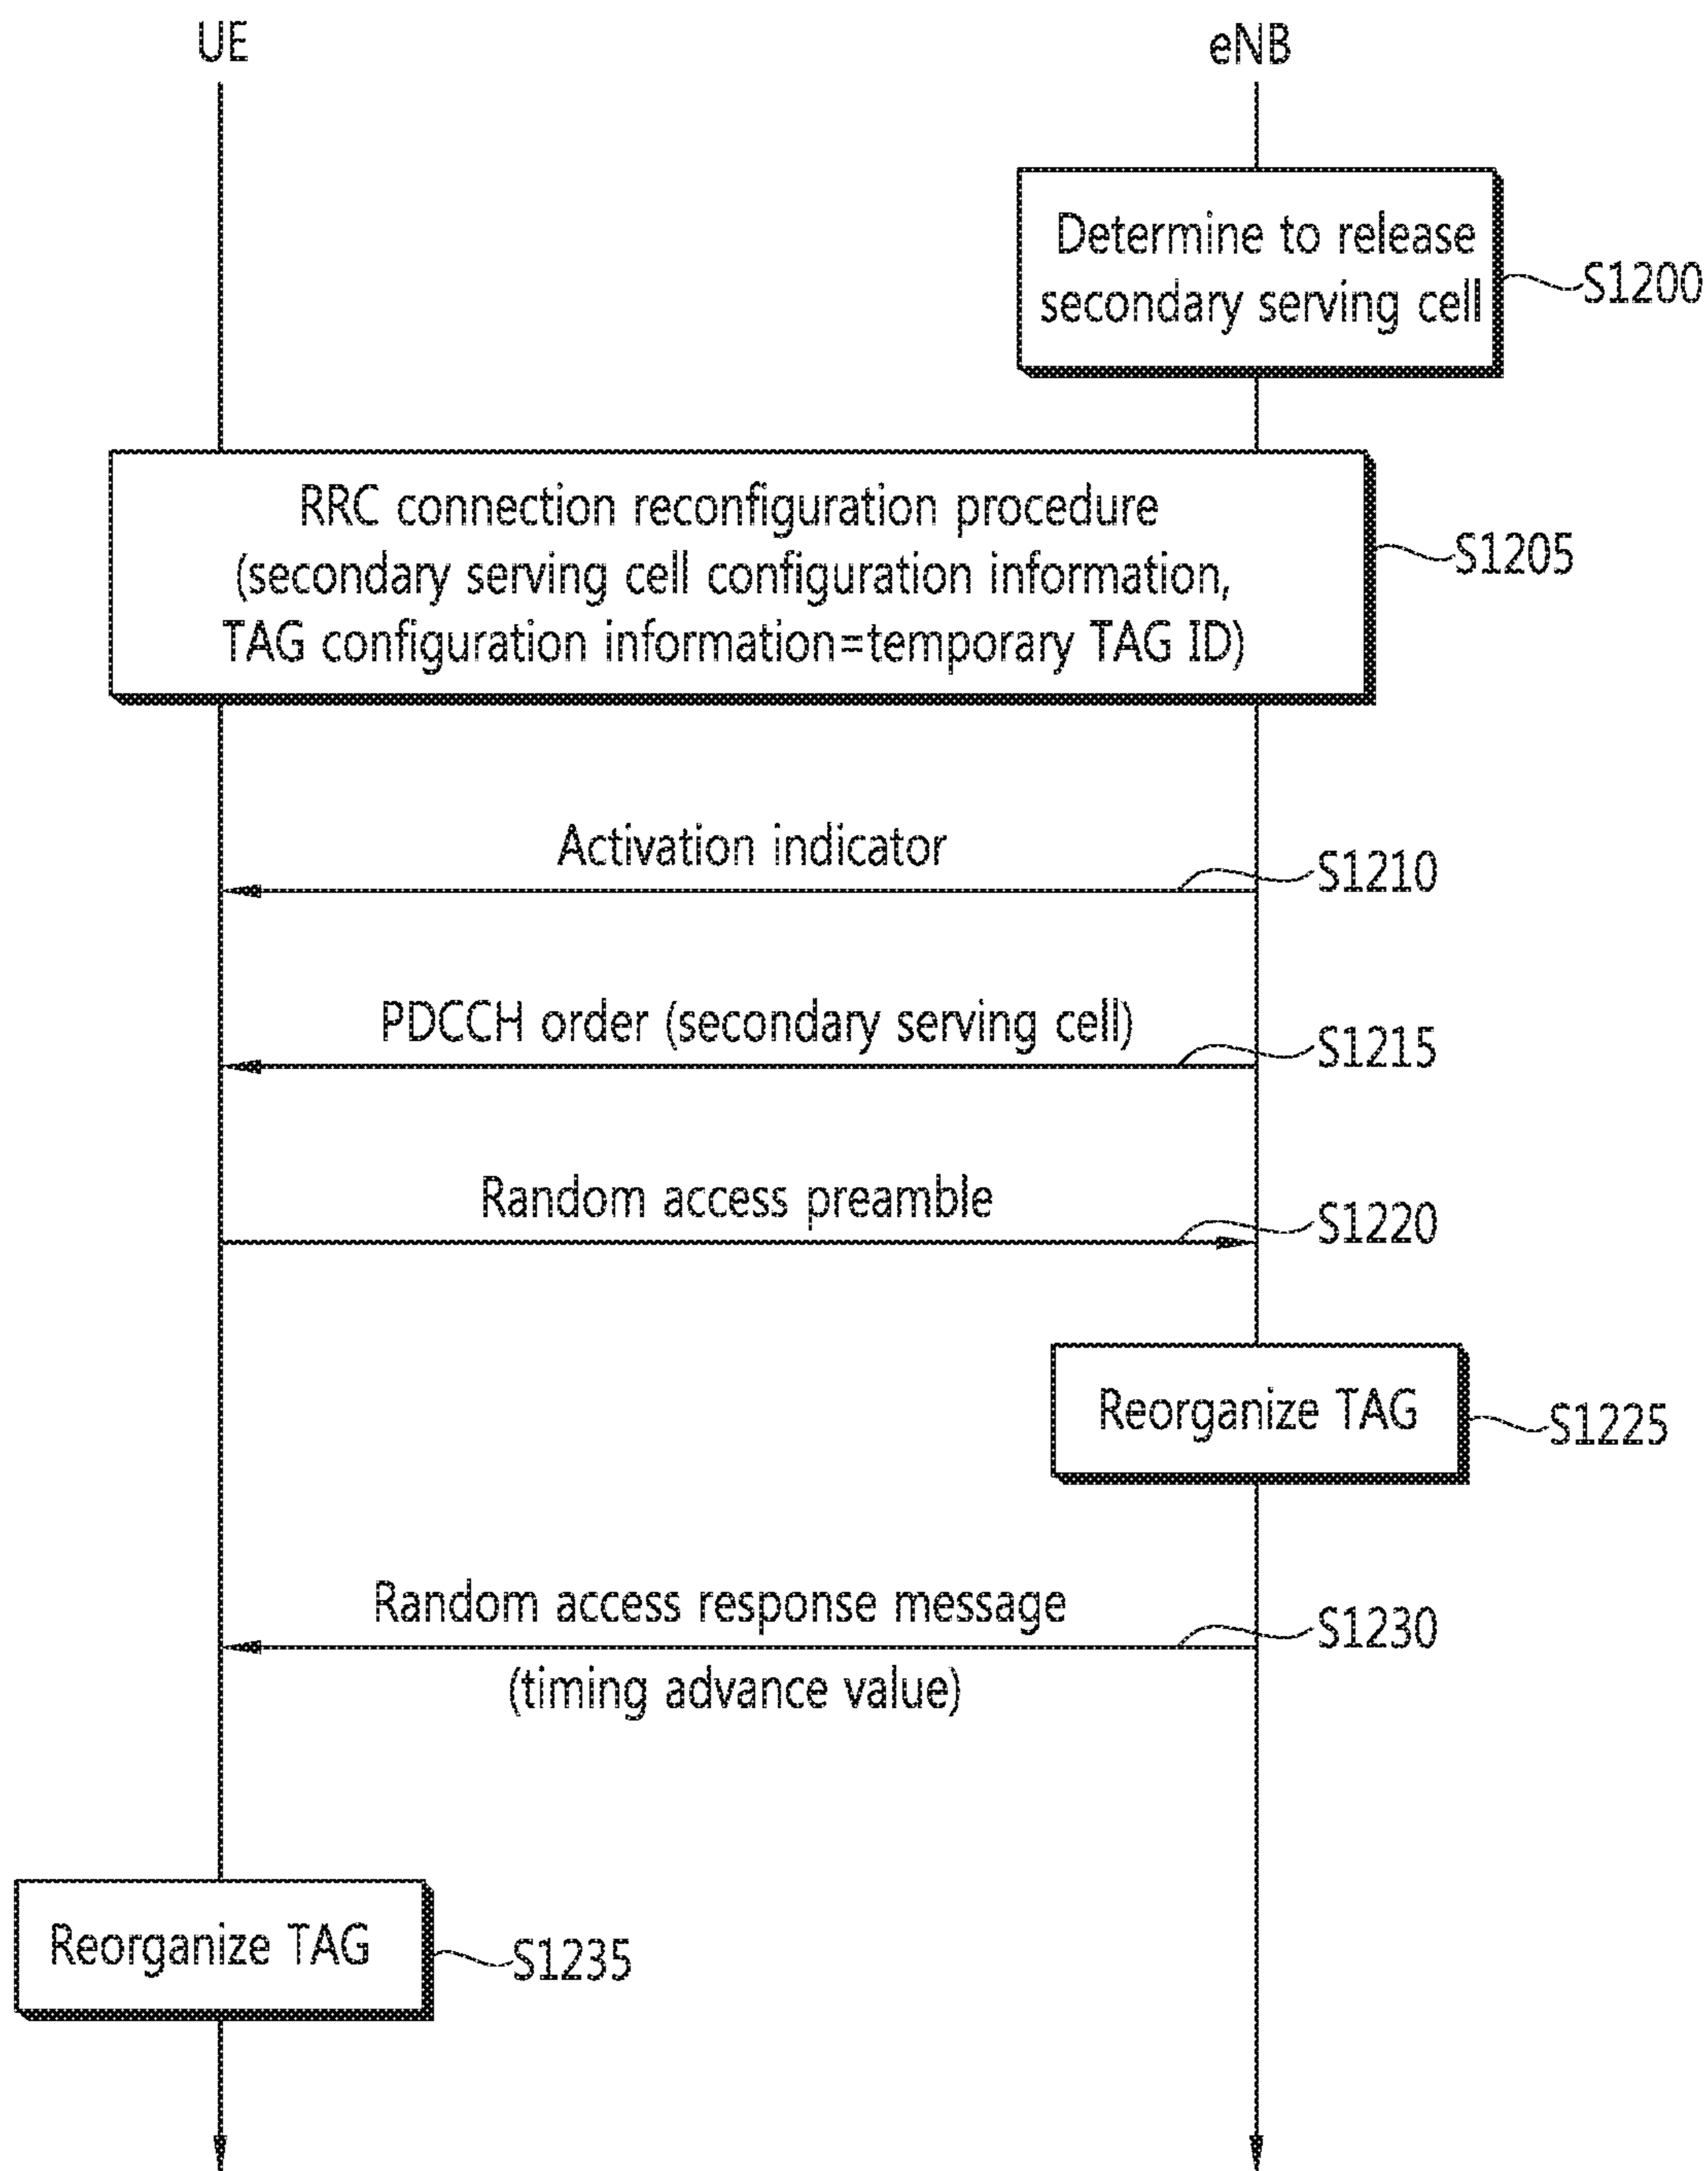 UE
eNB
Determine to release
secondary serving cell
S1200
RRC connection reconfiguration procedure
(secondary serving cell configuration information,
TAG configuration information=temporary TAG ID)
S1205
Activation indicator
S1210
PDCCH order (secondary serving cell)
S1215
Random access preamble
S1220
Reorganize TAG
S1225
Random access response message
S1230
(timing advance value)
Reorganize TAG
S1235